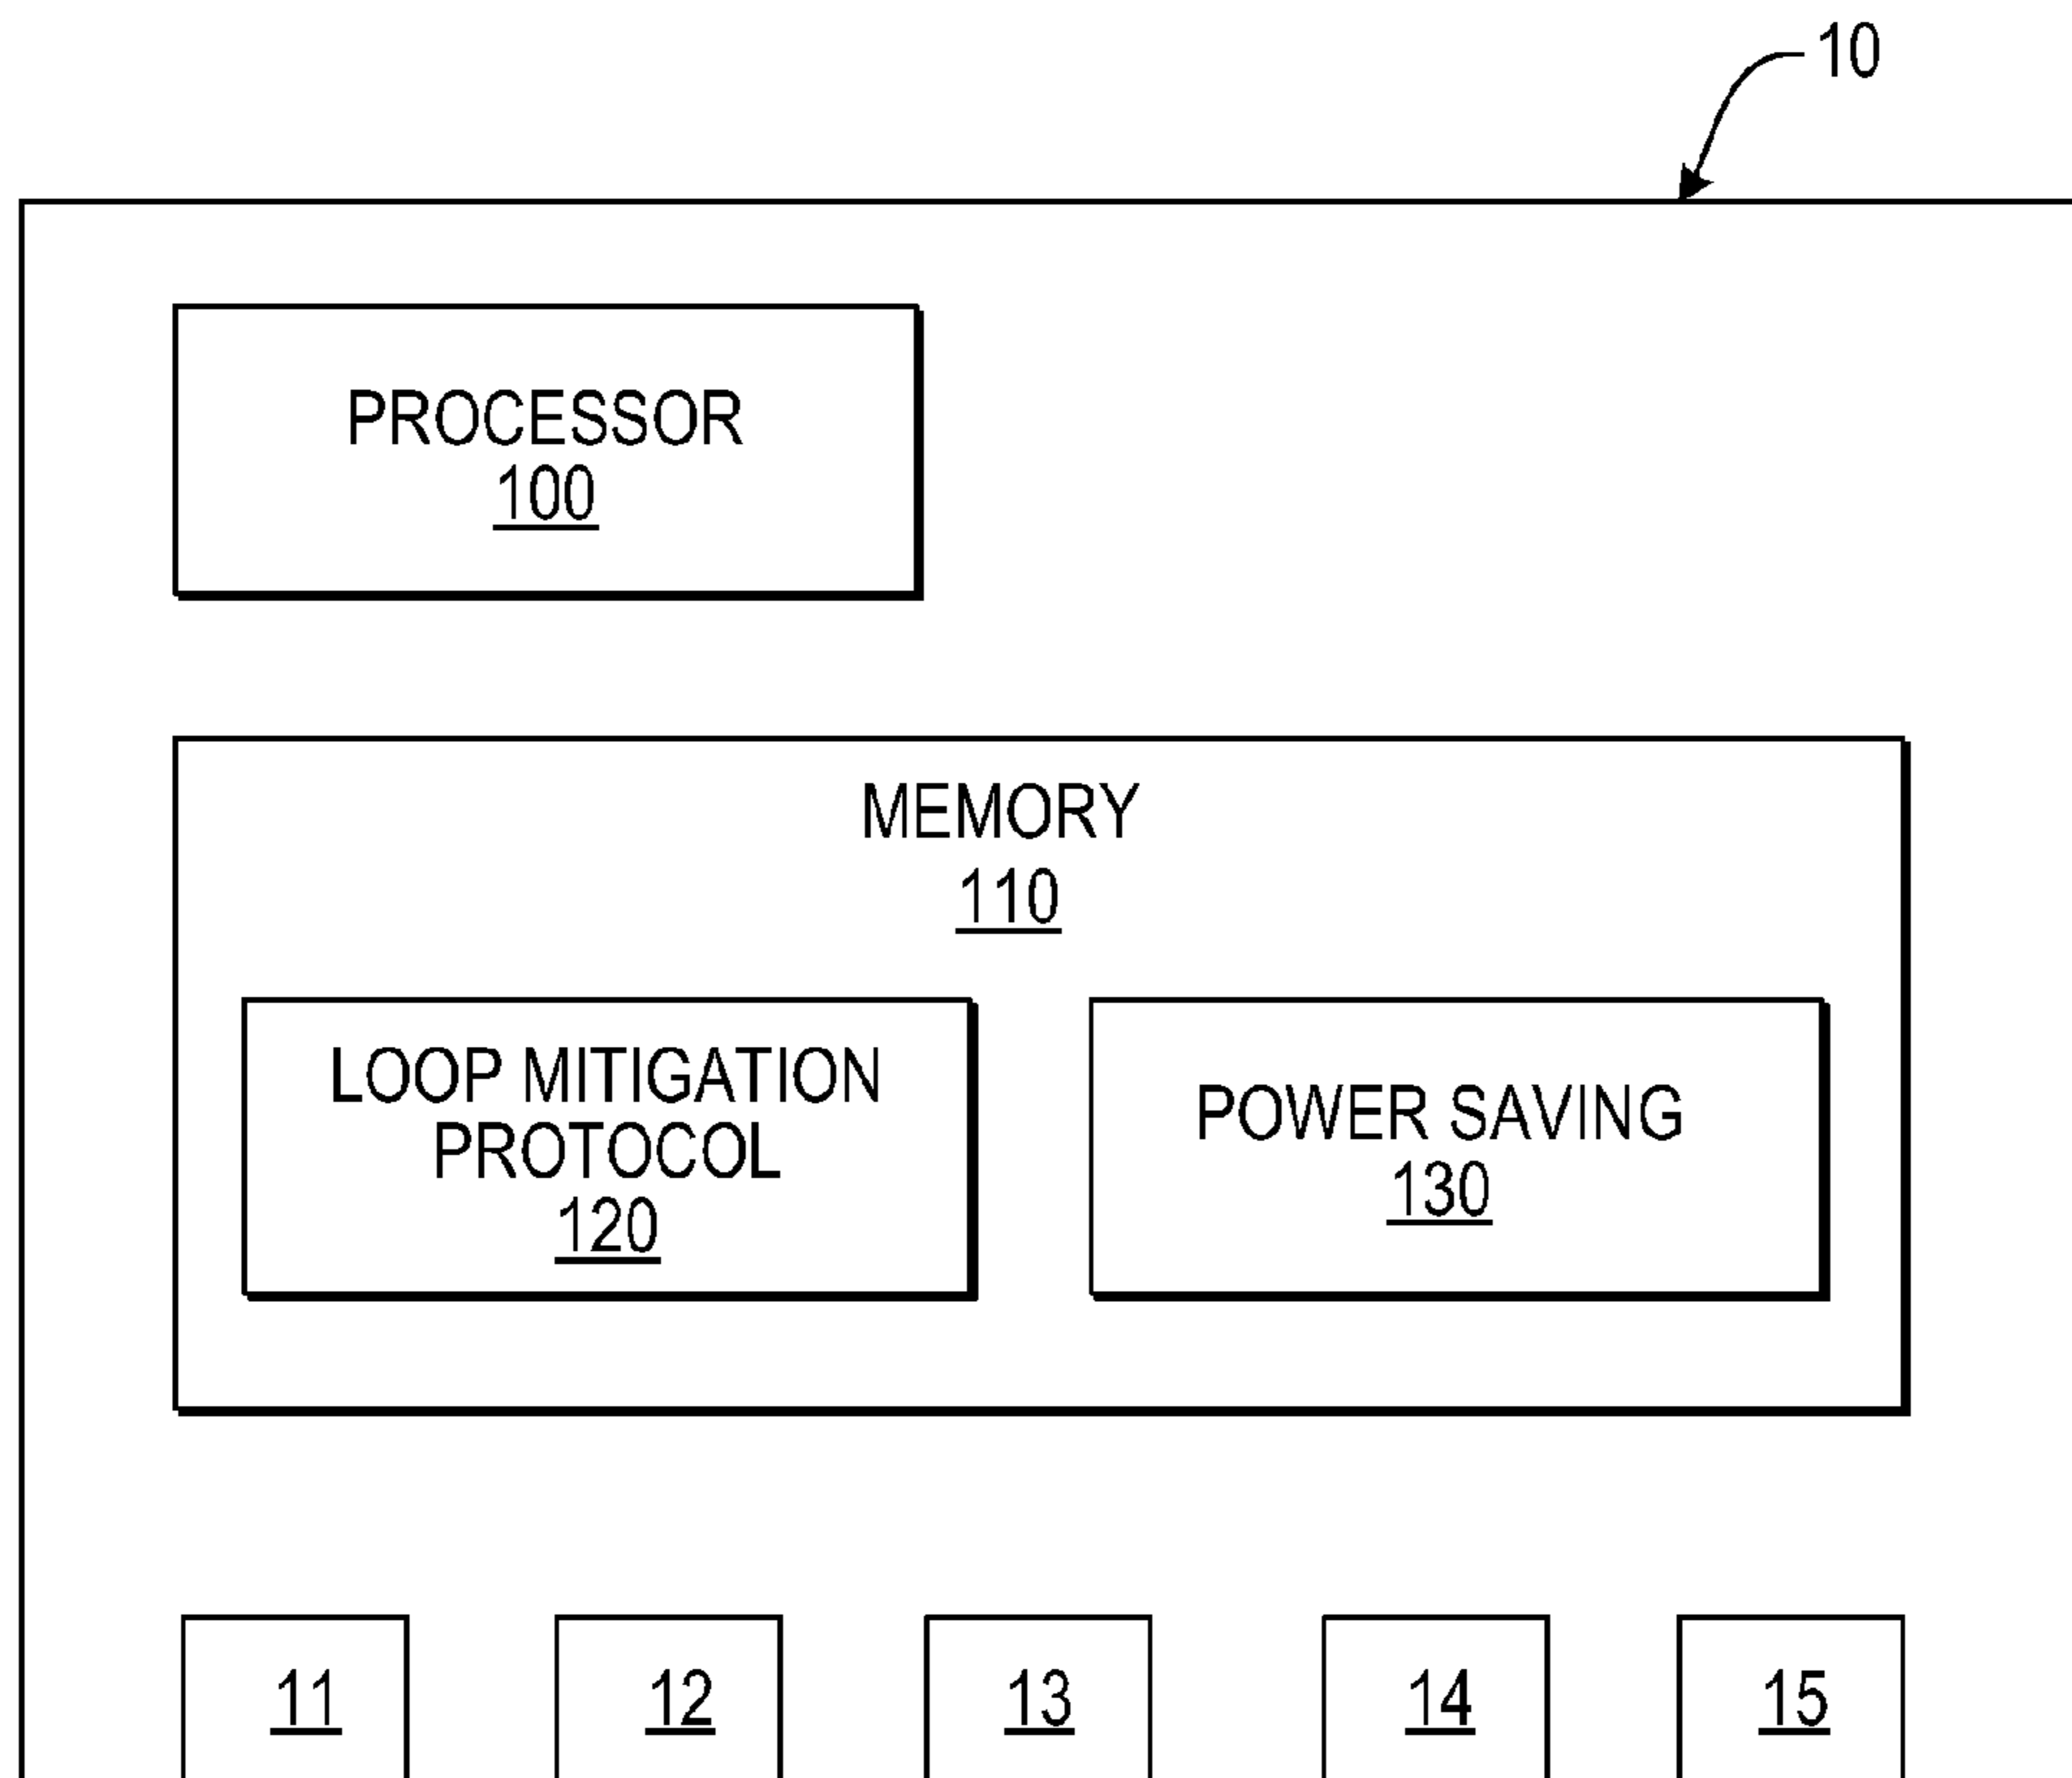 10
PROCESSOR
100
MEMORY
110
LOOP MITIGATION
PROTOCOL
120
POWER SAVING
130
11
12
13
14
15